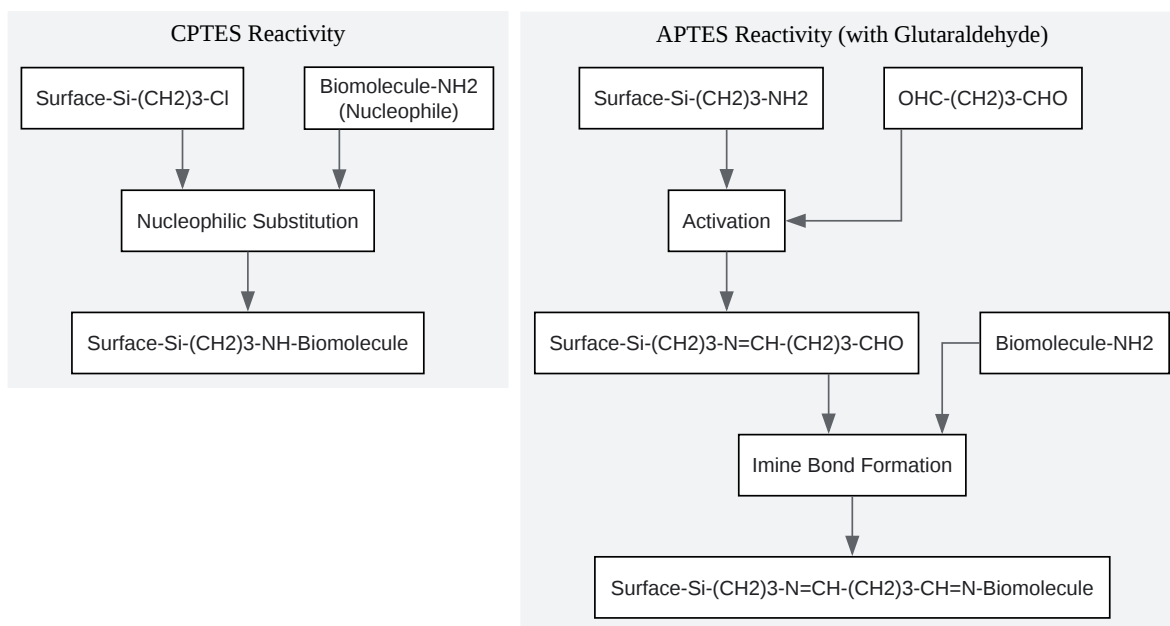 CPTES Reactivity
Surface-Si-(CH2)3-Cl
Biomolecule-NH2
(Nucleophile)
Nucleophilic Substitution
Surface-Si-(CH2)3-NH-Biomolecule
APTES Reactivity (with Glutaraldehyde)
Surface-Si-(CH2)3-NH2
OHC-(CH2)3-CHO
Activation
Surface-Si-(CH2)3-N=CH-(CH2)3-CHO
Biomolecule-NH2
Imine Bond Formation
Surface-Si-(CH2)3-N=CH-(CH2)3-CH=N-Biomolecule